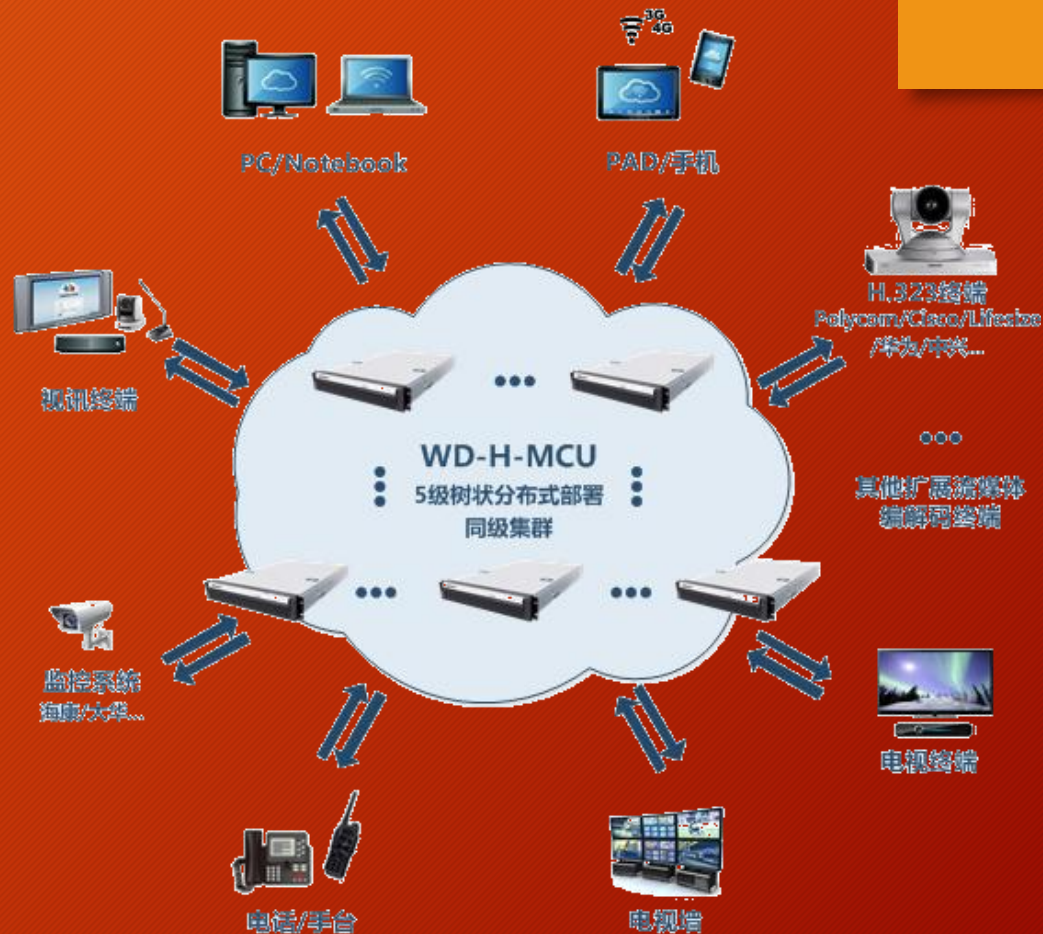 3G
4G
PC/Notebook
PAD/手机
H.323终端
Polycom/Cisco/Lifesize
/华为/中兴...
视讯终端
WD-H-MCU
5级树状分布式部署
同级集群
其他扩展流媒体
编解码终端
监控系统
海康/大华...
电视终端
电话/手台
电视墙